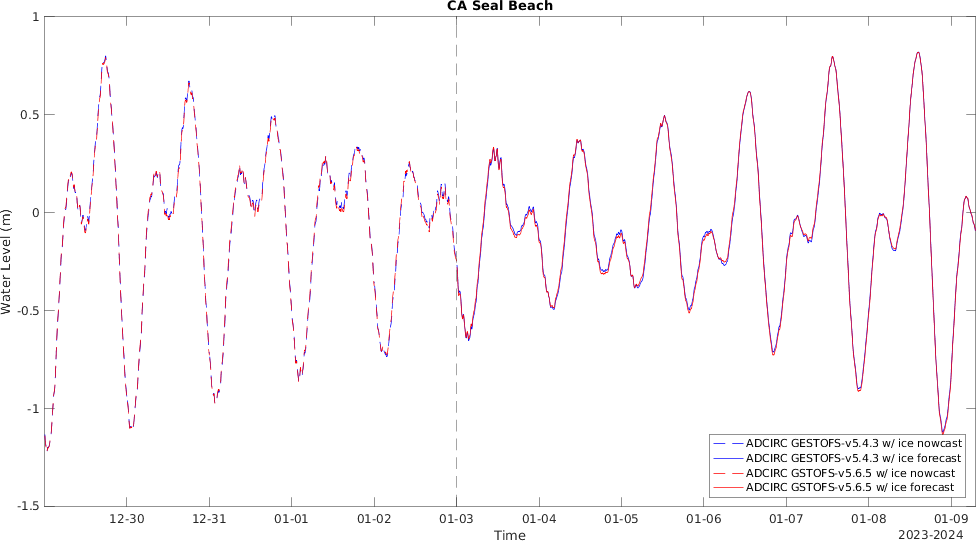 CA Seal Beach
1
0.5
0
-0.5
-1
-1.5
Water Level (m)
12-30
12-31
01-01
01-02
01-03
01-04
01-05
01-06
01-07
01-08
01-09
Time
2023-2024
ADCIRC GESTOFS-v5.4.3 w/ ice nowcast
ADCIRC GESTOFS-v5.4.3 w/ ice forecast
ADCIRC GSTOFS-v5.6.5 w/ ice nowcast
ADCIRC GSTOFS-v5.6.5 w/ ice forecast